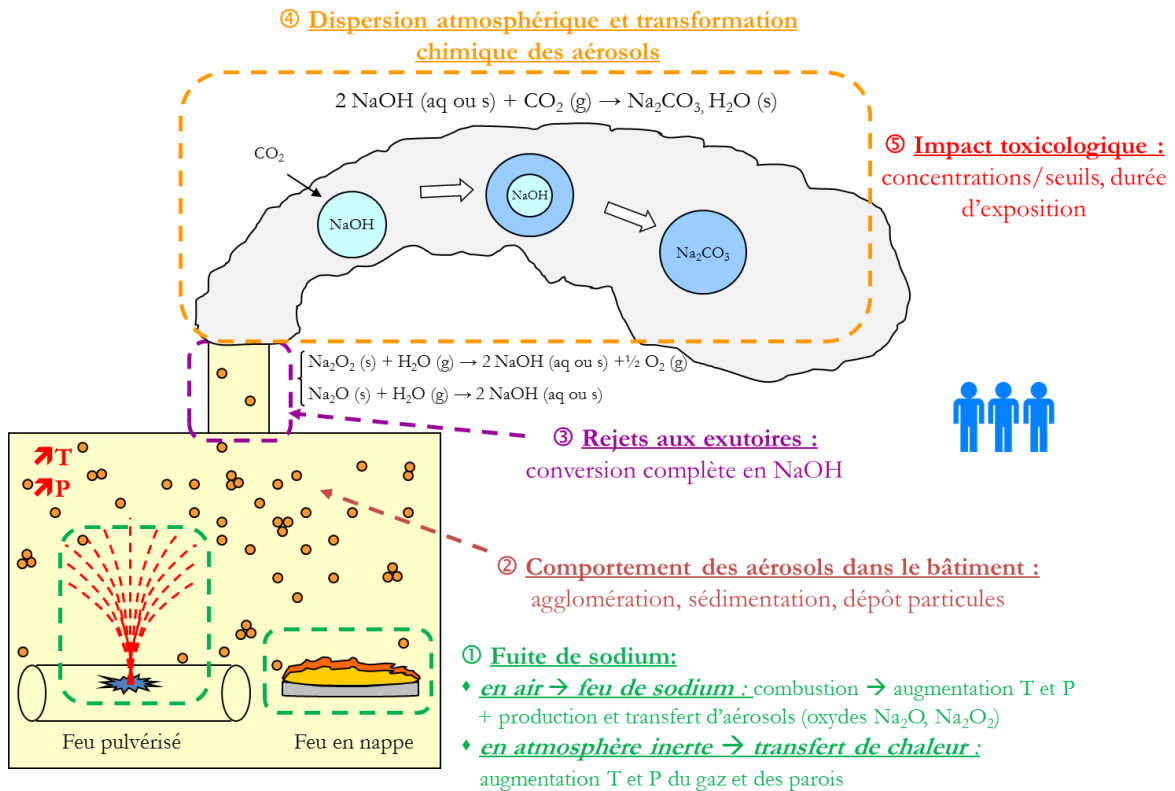 ④ Dispersion atmosphérique et transformation
chimique des aérosols
2 NaOH (aq ou s) + CO₂ (g) → Na₂CO₃, H₂O (s)
CO₂
NaOH
NaOH
Na₂CO₃
⑤ Impact toxicologique :
concentrations/seuils, durée
d'exposition
Na₂O₂ (s) + H₂O (g) → 2 NaOH (aq ou s) +½ O₂ (g)
Na₂O (s) + H₂O (g) → 2 NaOH (aq ou s)
③ Rejets aux exutoires :
conversion complète en NaOH
↗T
↗P
② Comportement des aérosols dans le bâtiment :
agglomération, sédimentation, dépôt particules
① Fuite de sodium:
♦ en air → feu de sodium : combustion → augmentation T et P
+ production et transfert d'aérosols (oxydes Na₂O, Na₂O₂)
♦ en atmosphère inerte → transfert de chaleur :
augmentation T et P du gaz et des parois
Feu pulvérisé
Feu en nappe